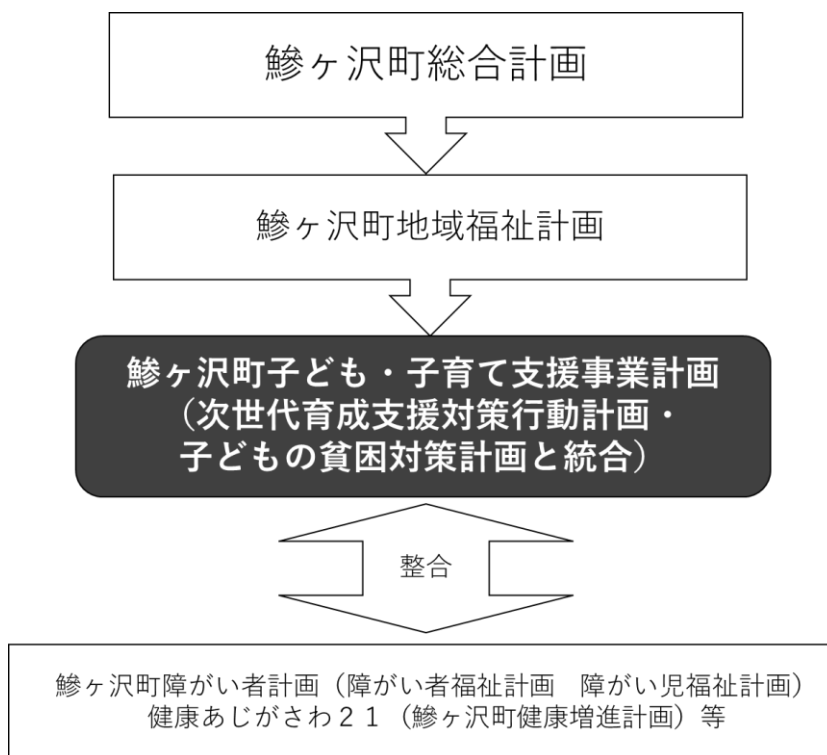 鰺ヶ沢町総合計画
鰺ヶ沢町地域福祉計画
鰺ヶ沢町子ども・子育て支援事業計画
（次世代育成支援対策行動計画・
子どもの貧困対策計画と統合）
整合
鰺ヶ沢町障がい者計画（障がい者福祉計画　障がい児福祉計画）
健康あじがさわ２１（鰺ヶ沢町健康増進計画）等